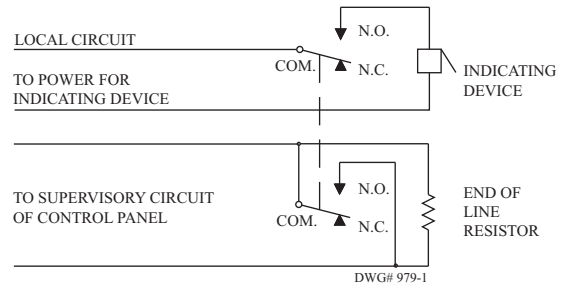 LOCAL CIRCUIT
N.O.
COM.
N.C.
TO POWER FOR
INDICATING DEVICE
INDICATING
DEVICE
TO SUPERVISORY CIRCUIT
OF CONTROL PANEL
N.O.
COM.
N.C.
END OF
LINE
RESISTOR
DWG# 979-1